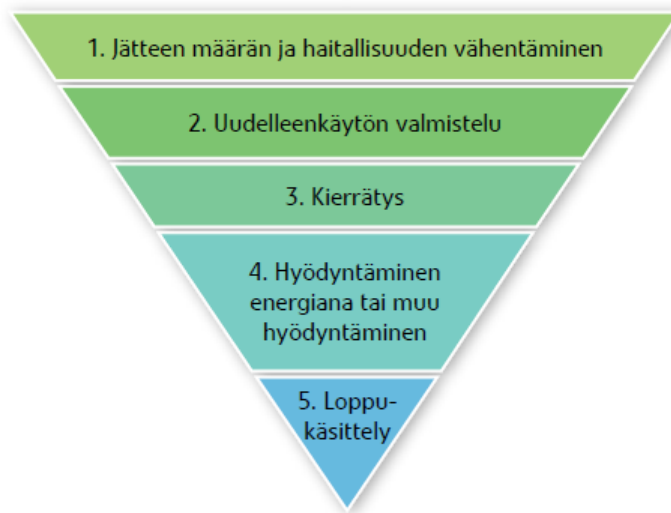 1. Jätteen määrän ja haitallisuuden vähentäminen
2. Uudelleenkäytön valmistelu
3. Kierrätys
4. Hyödyntäminen
energiana tai muu
hyödyntäminen
5. Loppu-
käsittely